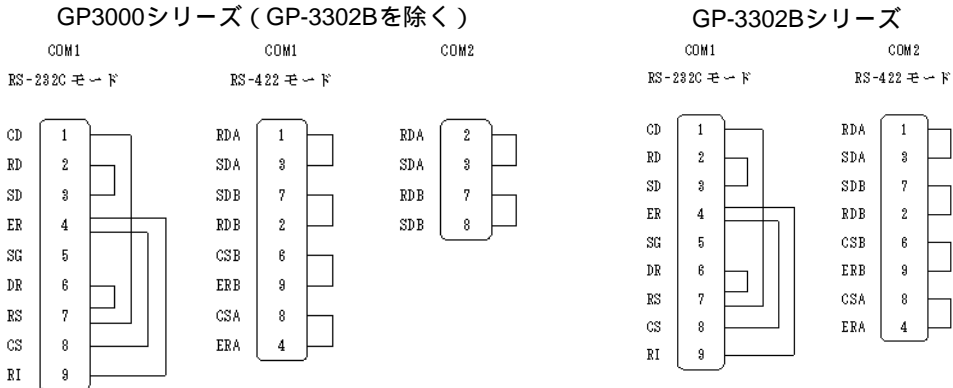 GP3000シリーズ（GP-3302Bを除く）
COM1
RS-232C モード
CD 1
RD 2
SD 3
ER 4
SG 5
DR 6
RS 7
CS 8
RI 9
COM1
RS-422 モード
RDA 1
SDA 3
SDB 7
RDB 2
CSB 6
ERB 9
CSA 8
ERA 4
COM2
RDA 2
SDA 3
RDB 7
SDB 8
GP-3302Bシリーズ
COM1
RS-232C モード
CD 1
RD 2
SD 3
ER 4
SG 5
DR 6
RS 7
CS 8
RI 9
COM2
RS-422 モード
RDA 1
SDA 3
SDB 7
RDB 2
CSB 6
ERB 9
CSA 8
ERA 4